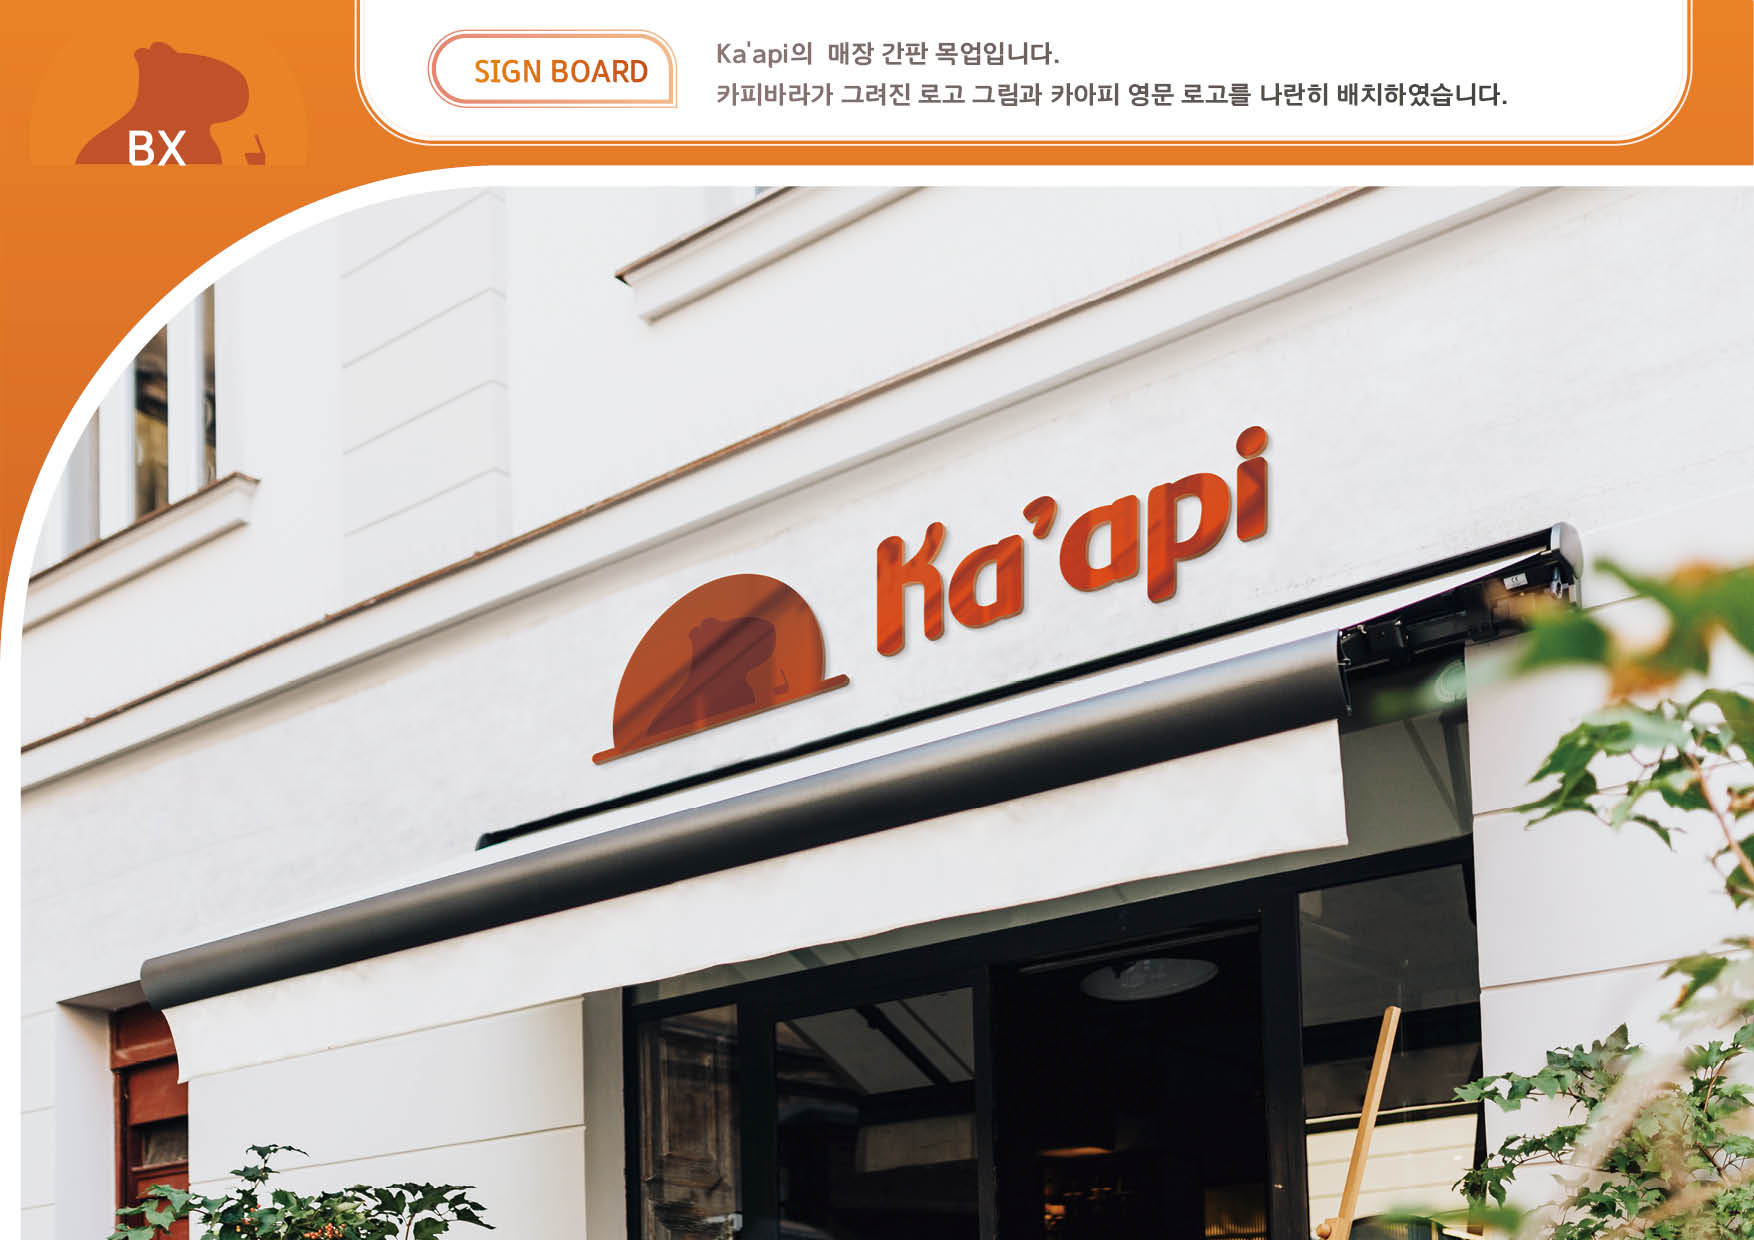 BX
SIGN BOARD
Ka'api의 매장 간판 목업입니다.
카피바라가 그려진 로고 그림과 카아피 영문 로고를 나란히 배치하였습니다.
Ka'api